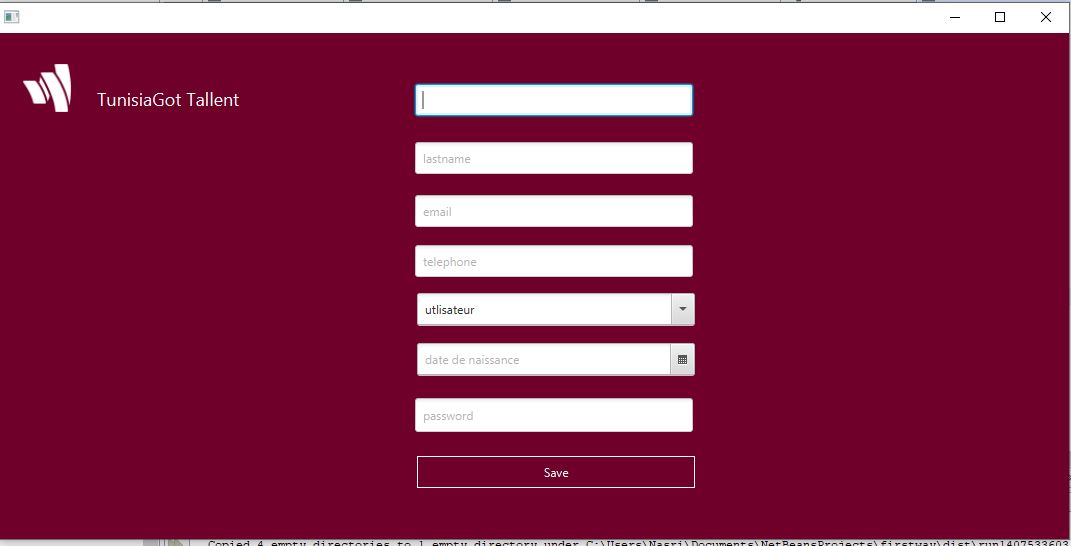 TunisiaGot Tallent
lastname
email
telephone
utlisateur
date de naissance
password
Save
Copied 4 empty directories to 1 empty directory under C:\Users\Nasri\Documents\NetBeansProjects\firstway\dist\run1407533603